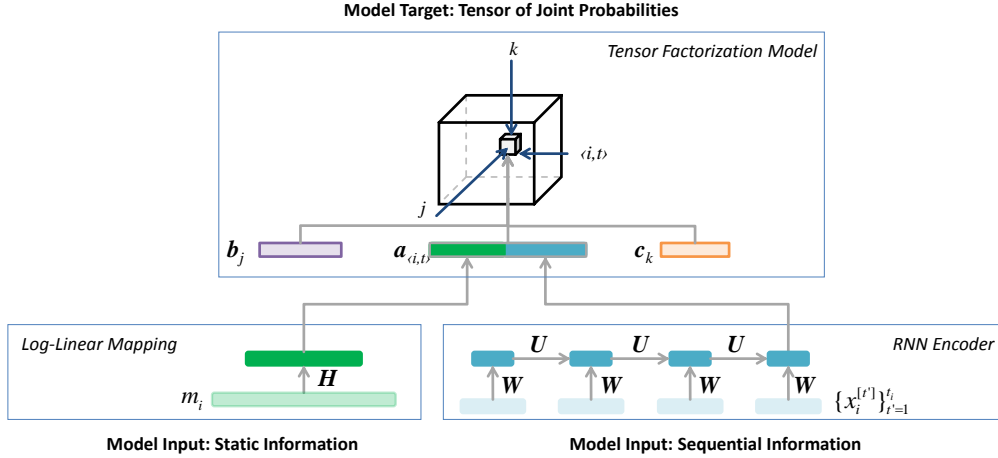 Model Target: Tensor of Joint Probabilities
Tensor Factorization Model
k
‹i,t›
j
b_j
a_‹i,t›
c_k
Log-Linear Mapping
RNN Encoder
U U U
H
W W W W
m_i
{x_i^[t']}_{t'=1}^{t_i}
Model Input: Static Information
Model Input: Sequential Information